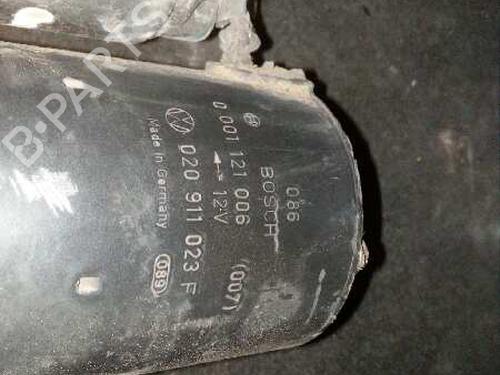 086
BOSCH
0 001 121 006 (007)
12V
020 911 023 F
Made in Germany
089
B-PARTS